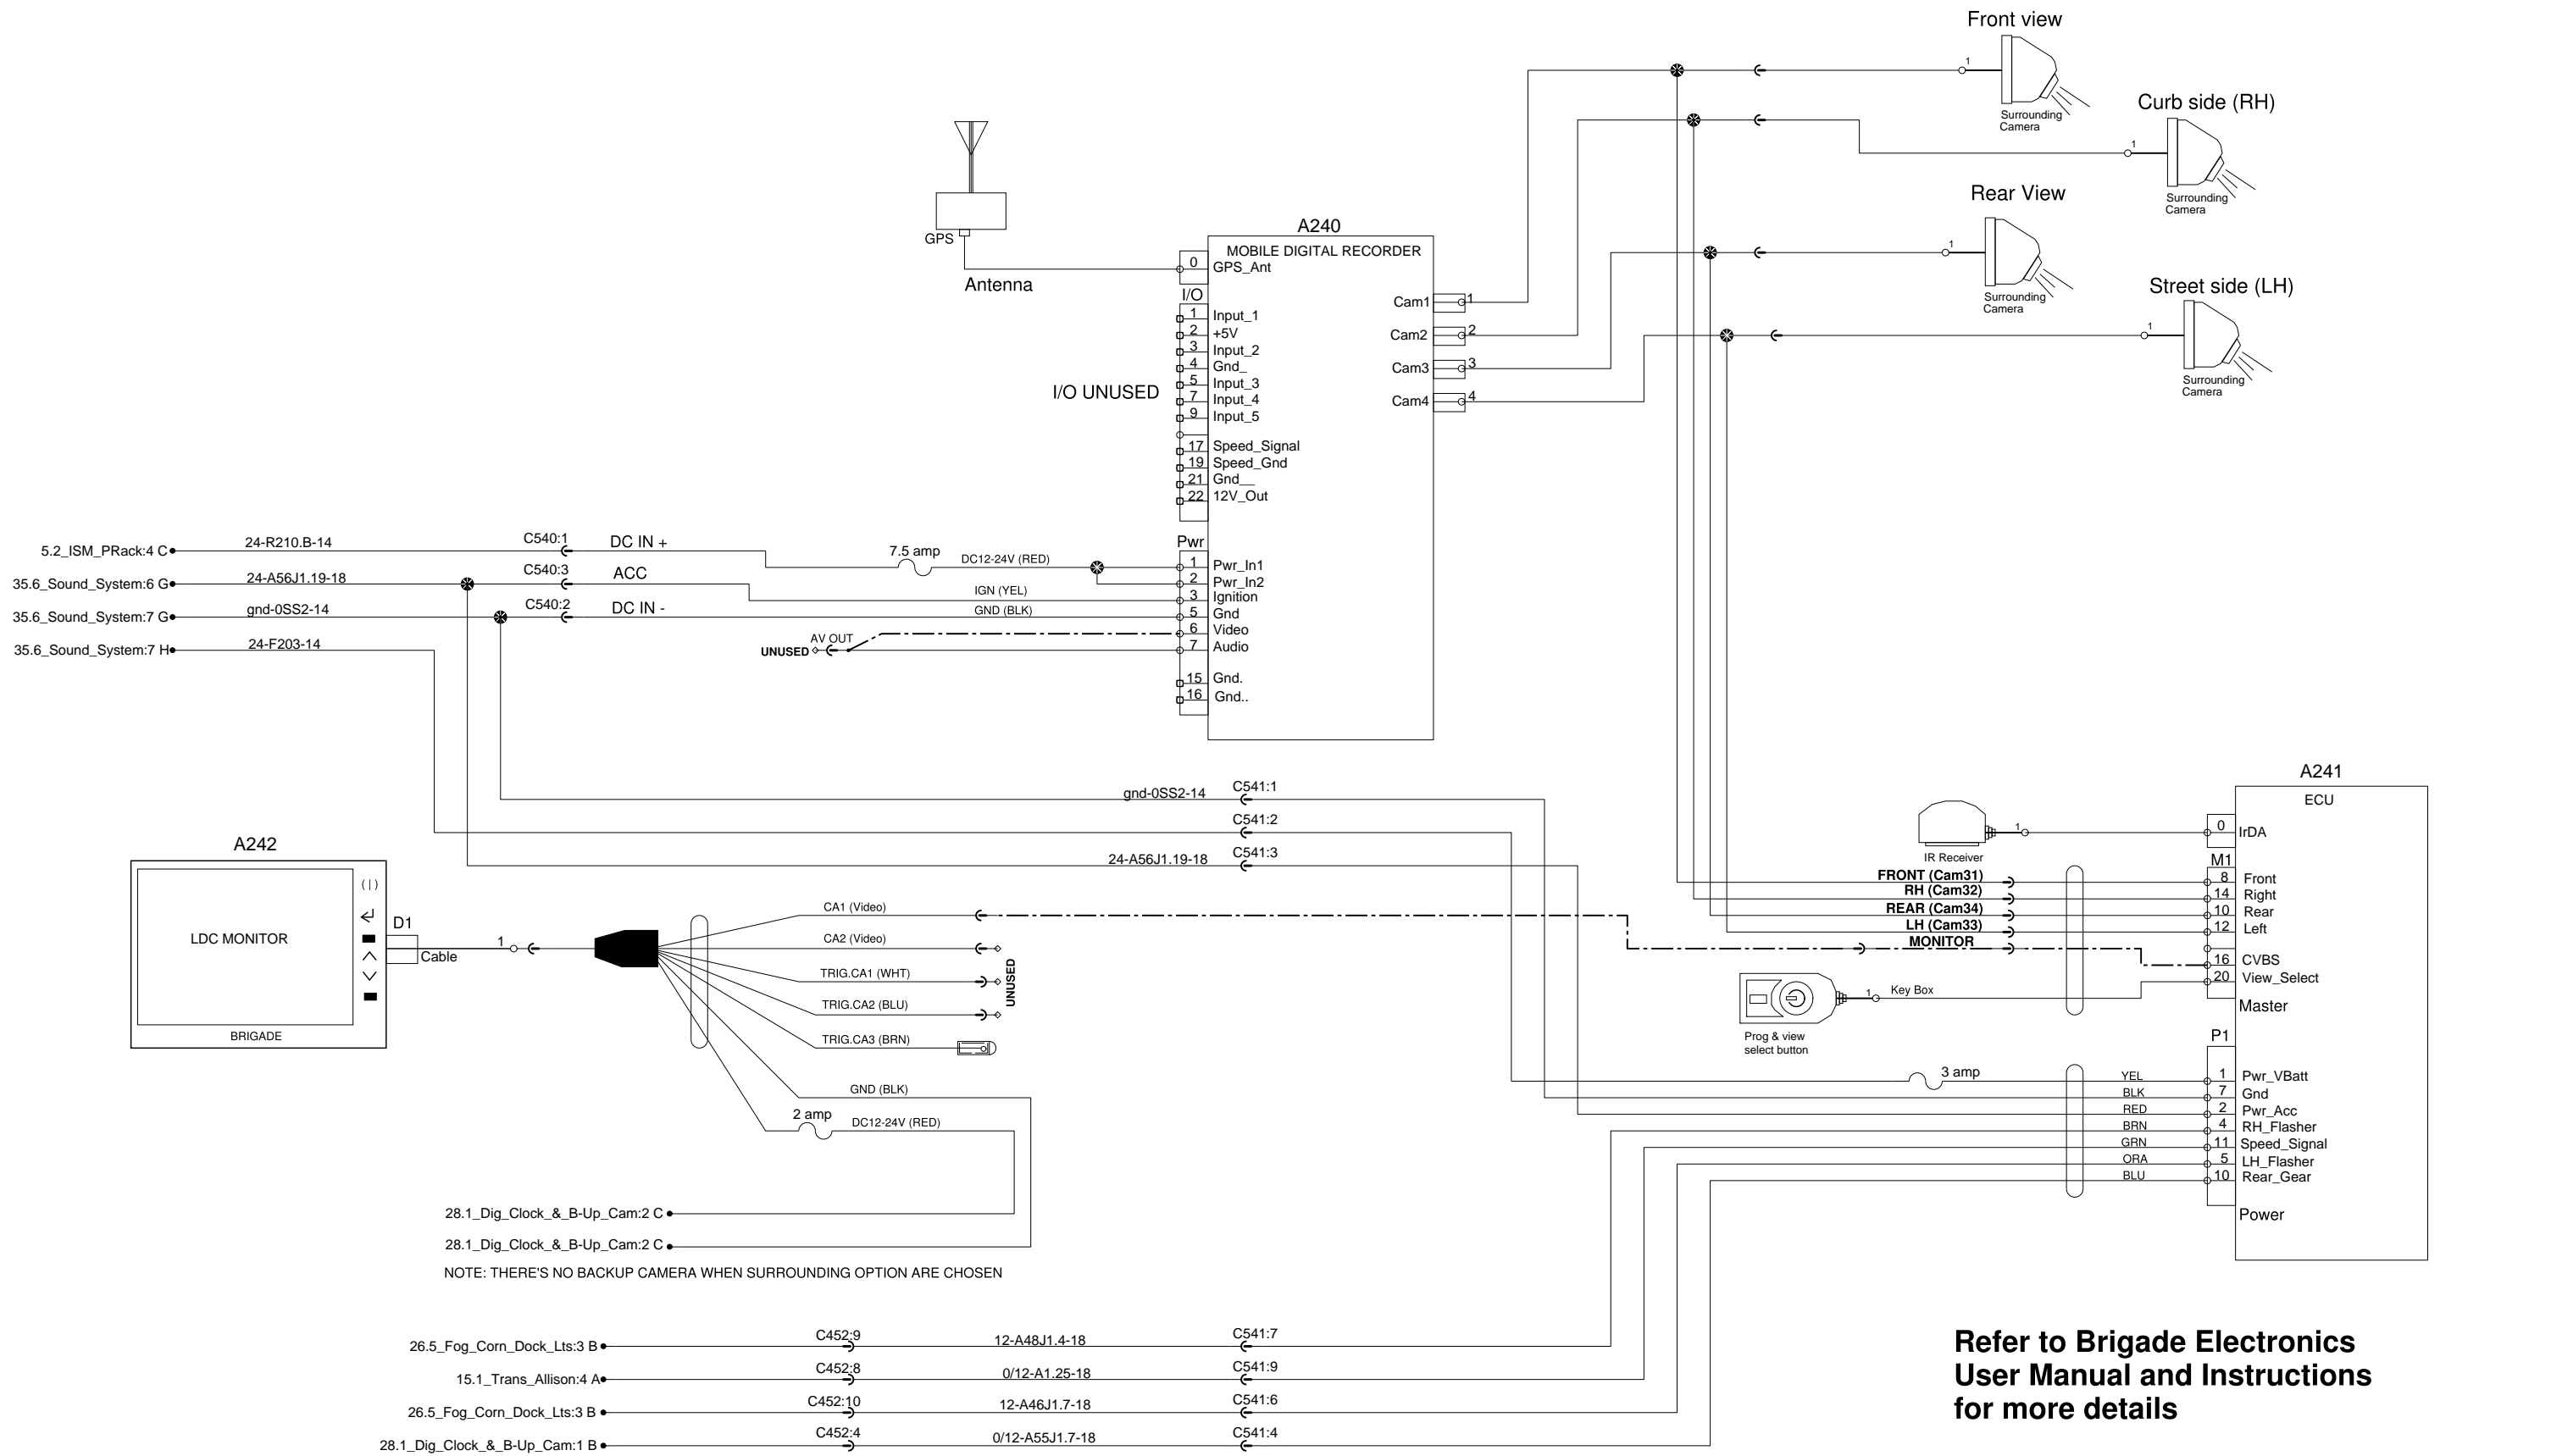 Front view
1
Surrounding
Camera
Curb side (RH)
1
Surrounding
Camera
Rear View
1
Surrounding
Camera
Street side (LH)
1
Surrounding
Camera
GPS
Antenna
A240
MOBILE DIGITAL RECORDER
0 GPS_Ant
I/O
1 Input_1
2 +5V
3 Input_2
4 Gnd_
5 Input_3
7 Input_4
9 Input_5
17 Speed_Signal
19 Speed_Gnd
21 Gnd__
22 12V_Out
I/O UNUSED
Cam1 1
Cam2 2
Cam3 3
Cam4 4
Pwr
1 Pwr_In1
2 Pwr_In2
3 Ignition
5 Gnd
6 Video
7 Audio
15 Gnd.
16 Gnd..
5.2_ISM_PRack:4 C 24-R210.B-14 C540:1 DC IN + 7.5 amp DC12-24V (RED)
35.6_Sound_System:6 G 24-A56J1.19-18 C540:3 ACC IGN (YEL)
35.6_Sound_System:7 G gnd-0SS2-14 C540:2 DC IN - GND (BLK)
35.6_Sound_System:7 H 24-F203-14
AV OUT
UNUSED
gnd-0SS2-14 C541:1
C541:2
24-A56J1.19-18 C541:3
A242
LDC MONITOR
( | )
BRIGADE
D1
Cable
1
CA1 (Video)
CA2 (Video)
TRIG.CA1 (WHT)
TRIG.CA2 (BLU)
TRIG.CA3 (BRN)
UNUSED
GND (BLK)
2 amp
DC12-24V (RED)
28.1_Dig_Clock_&_B-Up_Cam:2 C
28.1_Dig_Clock_&_B-Up_Cam:2 C
NOTE: THERE'S NO BACKUP CAMERA WHEN SURROUNDING OPTION ARE CHOSEN
A241
ECU
IR Receiver
1
0 IrDA
M1
FRONT (Cam31) 8 Front
RH (Cam32) 14 Right
REAR (Cam34) 10 Rear
LH (Cam33) 12 Left
MONITOR
16 CVBS
20 View_Select
Master
1 Key Box
Prog & view
select button
P1
3 amp YEL 1 Pwr_VBatt
BLK 7 Gnd
RED 2 Pwr_Acc
BRN 4 RH_Flasher
GRN 11 Speed_Signal
ORA 5 LH_Flasher
BLU 10 Rear_Gear
Power
26.5_Fog_Corn_Dock_Lts:3 B C452:9 12-A48J1.4-18 C541:7
15.1_Trans_Allison:4 A C452:8 0/12-A1.25-18 C541:9
26.5_Fog_Corn_Dock_Lts:3 B C452:10 12-A46J1.7-18 C541:6
28.1_Dig_Clock_&_B-Up_Cam:1 B C452:4 0/12-A55J1.7-18 C541:4
Refer to Brigade Electronics
User Manual and Instructions
for more details